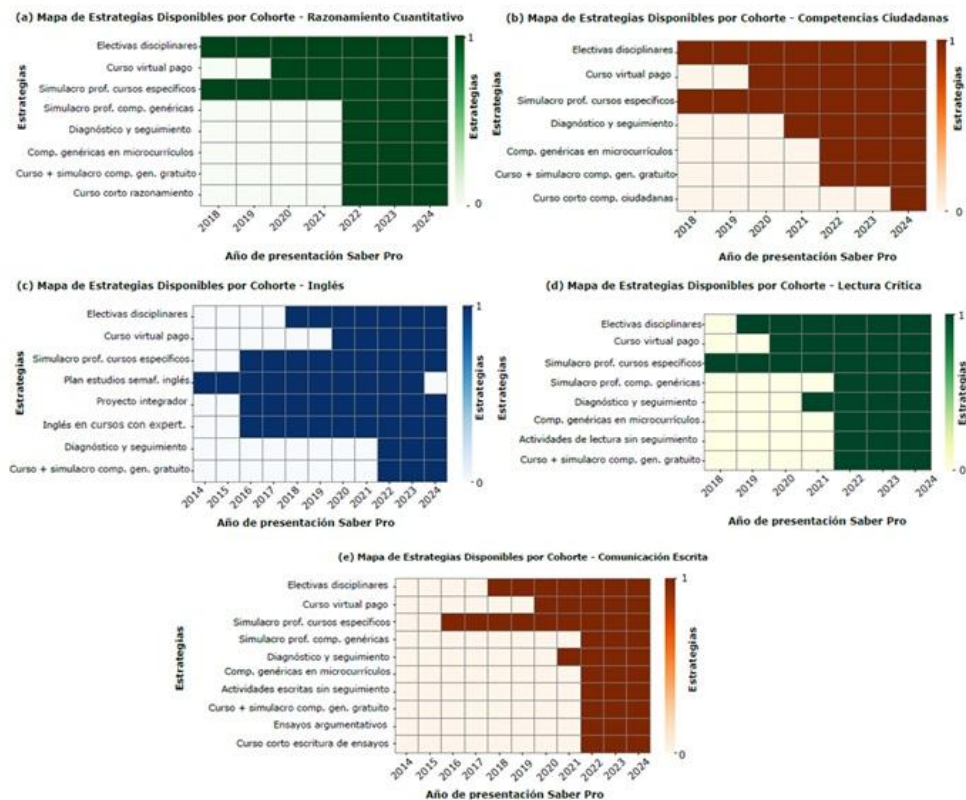 (a) Mapa de Estrategias Disponibles por Cohorte - Razonamiento Cuantitativo
Estrategias
Electivas disciplinares
Curso virtual pago
Simulacro prof. cursos específicos
Simulacro prof. comp. genéricas
Diagnóstico y seguimiento
Comp. genéricas en microcurrículos
Curso + simulacro comp. gen. gratuito
Curso corto razonamiento
2018 2019 2020 2021 2022 2023 2024
Año de presentación Saber Pro
1
Estrategias
0
(b) Mapa de Estrategias Disponibles por Cohorte - Competencias Ciudadanas
Estrategias
Electivas disciplinares
Curso virtual pago
Simulacro prof. cursos específicos
Diagnóstico y seguimiento
Comp. genéricas en microcurrículos
Curso + simulacro comp. gen. gratuito
Curso corto comp. ciudadanas
2018 2019 2020 2021 2022 2023 2024
Año de presentación Saber Pro
1
Estrategias
0
(c) Mapa de Estrategias Disponibles por Cohorte - Inglés
Estrategias
Electivas disciplinares
Curso virtual pago
Simulacro prof. cursos específicos
Plan estudios semaf. inglés
Proyecto integrador
Inglés en cursos con expert.
Diagnóstico y seguimiento
Curso + simulacro comp. gen. gratuito
2014 2015 2016 2017 2018 2019 2020 2021 2022 2023 2024
Año de presentación Saber Pro
1
Estrategias
0
(d) Mapa de Estrategias Disponibles por Cohorte - Lectura Crítica
Estrategias
Electivas disciplinares
Curso virtual pago
Simulacro prof. cursos específicos
Simulacro prof. comp. genéricas
Diagnóstico y seguimiento
Comp. genéricas en microcurrículos
Actividades de lectura sin seguimiento
Curso + simulacro comp. gen. gratuito
2018 2019 2020 2021 2022 2023 2024
Año de presentación Saber Pro
1
Estrategias
0
(e) Mapa de Estrategias Disponibles por Cohorte - Comunicación Escrita
Estrategias
Electivas disciplinares
Curso virtual pago
Simulacro prof. cursos específicos
Simulacro prof. comp. genéricas
Diagnóstico y seguimiento
Comp. genéricas en microcurrículos
Actividades escritas sin seguimiento
Curso + simulacro comp. gen. gratuito
Ensayos argumentativos
Curso corto escritura de ensayos
2014 2015 2016 2017 2018 2019 2020 2021 2022 2023 2024
Año de presentación Saber Pro
1
Estrategias
0